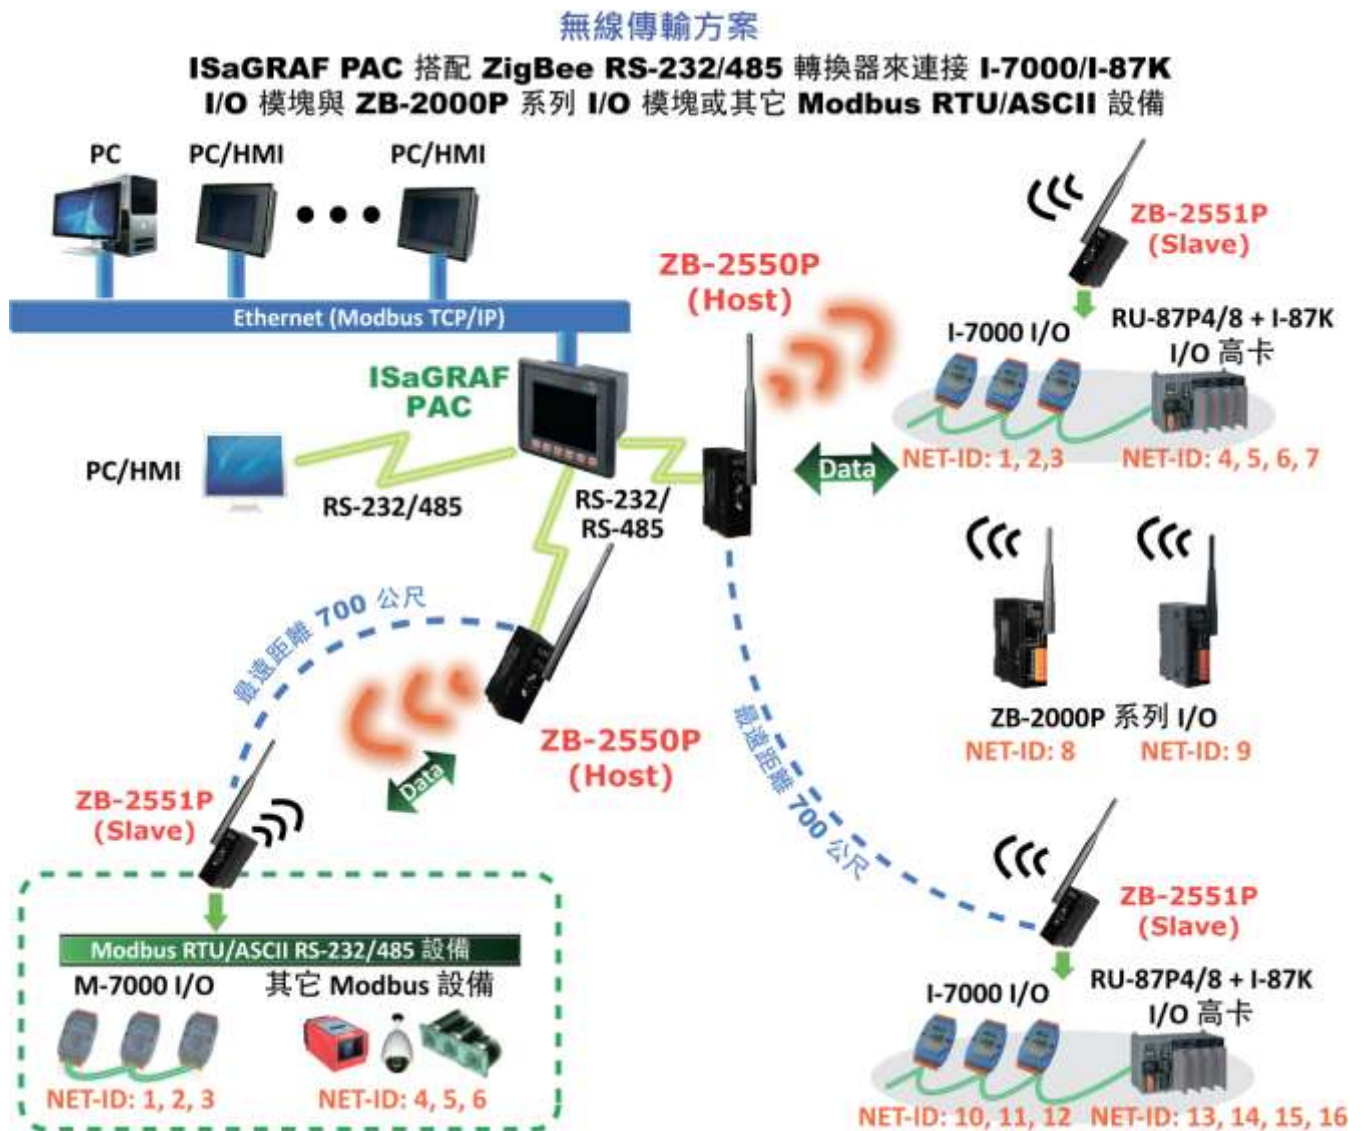 無線傳輸方案
ISaGRAF PAC 搭配 ZigBee RS-232/485 轉換器來連接 I-7000/I-87K
I/O 模塊與 ZB-2000P 系列 I/O 模塊或其它 Modbus RTU/ASCII 設備
PC
PC/HMI
PC/HMI
Ethernet (Modbus TCP/IP)
ISaGRAF
PAC
PC/HMI
RS-232/485
RS-232/
RS-485
ZB-2550P
(Host)
Data
ZB-2551P
(Slave)
I-7000 I/O
RU-87P4/8 + I-87K
I/O 高卡
NET-ID: 1, 2,3
NET-ID: 4, 5, 6, 7
ZB-2000P 系列 I/O
NET-ID: 8
NET-ID: 9
最遠距離 700 公尺
最遠距離 700 公尺
ZB-2550P
(Host)
Data
ZB-2551P
(Slave)
Modbus RTU/ASCII RS-232/485 設備
M-7000 I/O
其它 Modbus 設備
NET-ID: 1, 2, 3
NET-ID: 4, 5, 6
ZB-2551P
(Slave)
I-7000 I/O
RU-87P4/8 + I-87K
I/O 高卡
NET-ID: 10, 11, 12
NET-ID: 13, 14, 15, 16